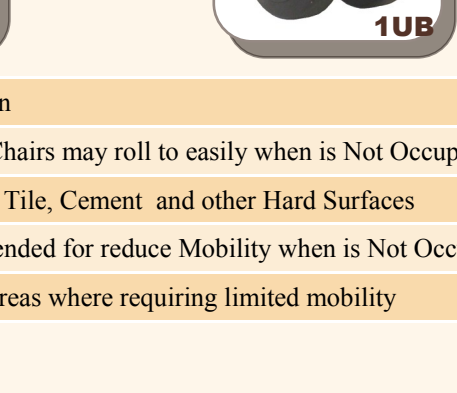 1UB
n
Chairs may roll to easily when is Not Occup
Tile, Cement and other Hard Surfaces
ended for reduce Mobility when is Not Occ
reas where requiring limited mobility